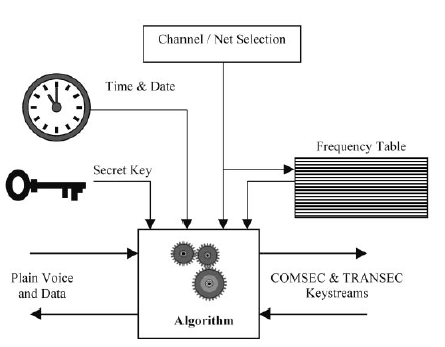 Channel / Net Selection
Time & Date
Frequency Table
Secret Key
Plain Voice
and Data
COMSEC & TRANSEC
Keystreams
Algorithm